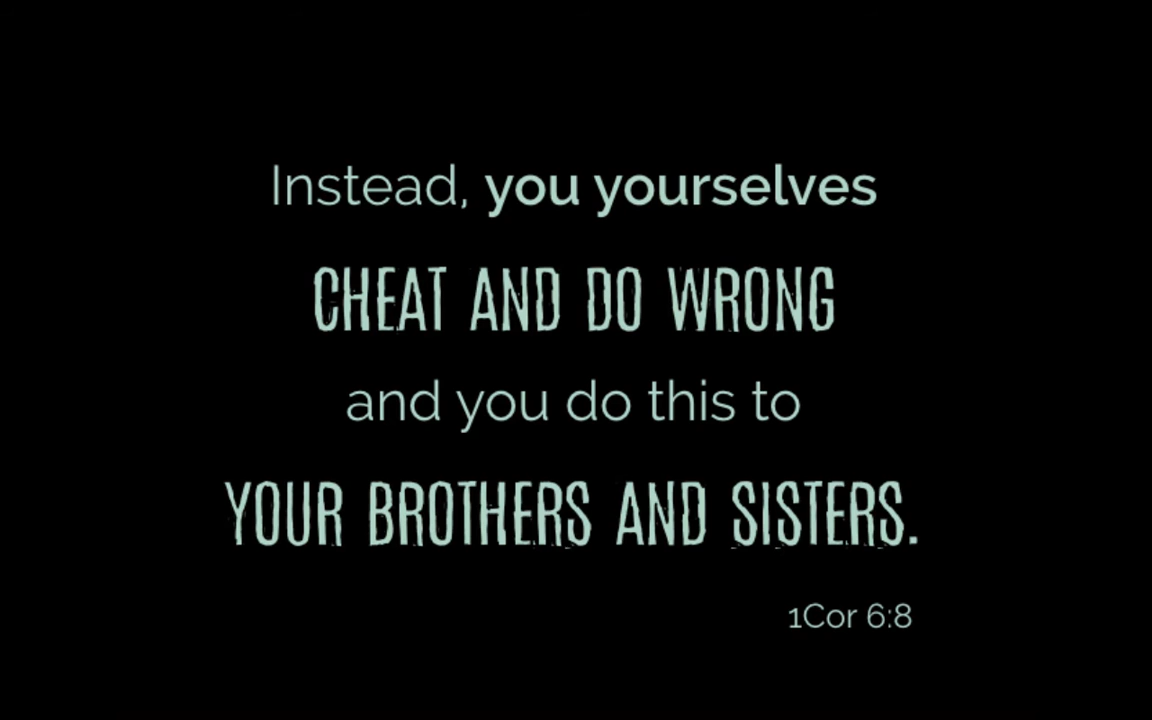 Instead, you yourselves
CHEAT AND DO WRONG
and you do this to
YOUR BROTHERS AND SISTERS.
1Cor 6:8